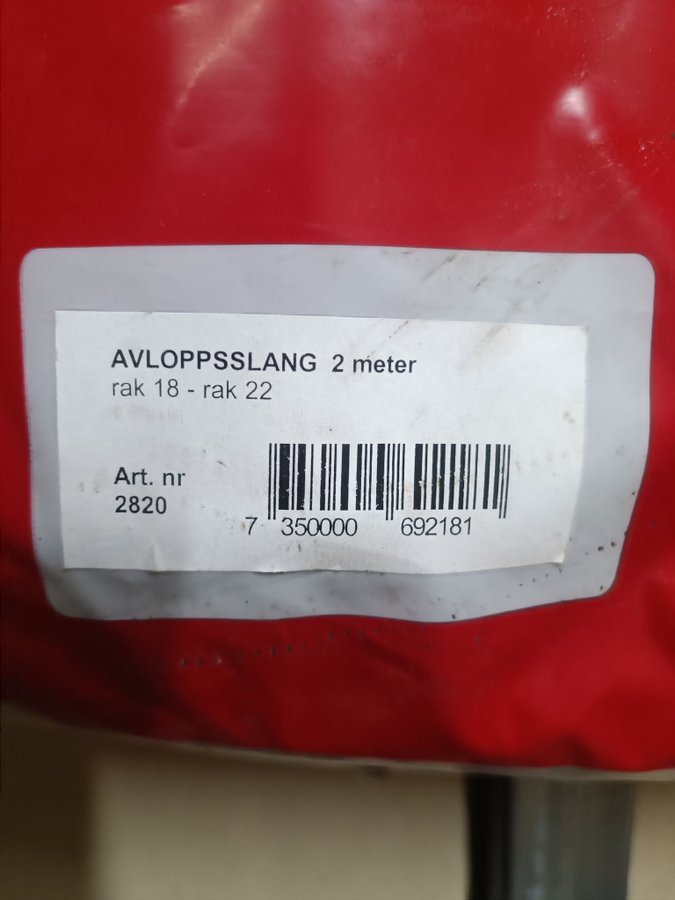 AVLOPPSSLANG 2 meter
rak 18 - rak 22
Art. nr
2820
7 350000 692181